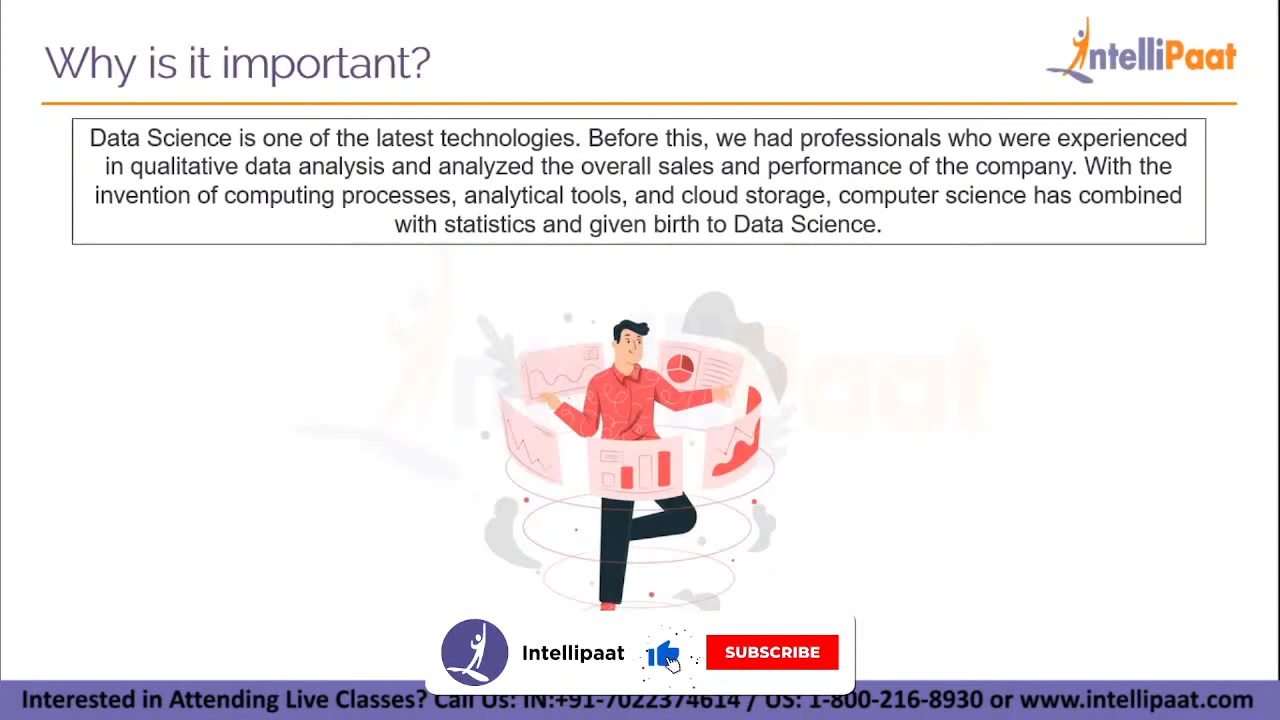 Why is it important?
IntelliPaat
Data Science is one of the latest technologies. Before this, we had professionals who were experienced
in qualitative data analysis and analyzed the overall sales and performance of the company. With the
invention of computing processes, analytical tools, and cloud storage, computer science has combined
with statistics and given birth to Data Science.
Intellipaat
SUBSCRIBE
Interested in Attending Live Classes? Call Us: IN:+91-7022374614 / US: 1-800-216-8930 or www.intellipaat.com